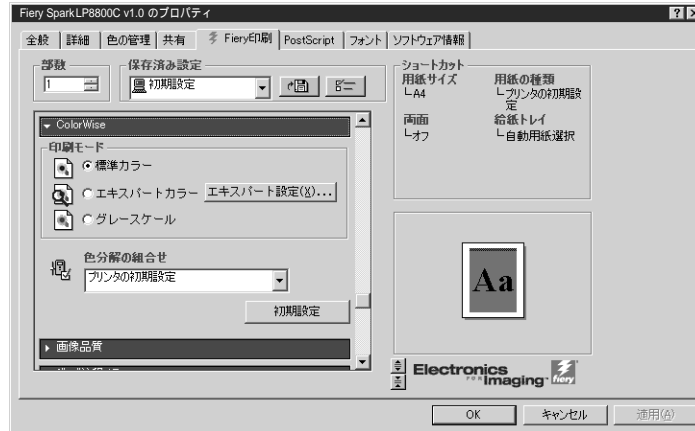 Fiery SparkLP8800C v1.0 のプロパティ
全般 詳細 色の管理 共有 Fiery印刷 PostScript フォント ソフトウェア情報
部数
1
保存済み設定
初期設定
ColorWise
印刷モード
標準カラー
エキスパートカラー エキスパート設定(X)...
グレースケール
色分解の組合せ
プリンタの初期設定
初期設定
画像品質
ショートカット
用紙サイズ
A4
用紙の種類
プリンタの初期設
定
両面
オフ
給紙トレイ
自動用紙選択
Aa
Electronics
FOR Imaging
fiery
OK キャンセル 適用(A)